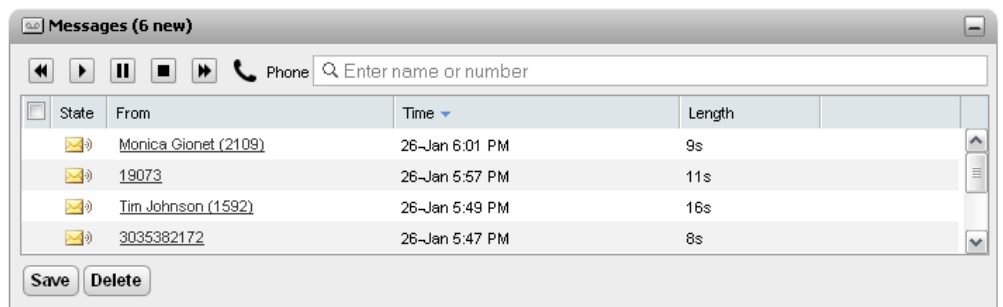 Messages (6 new)
Phone Enter name or number
State From Time Length
Monica Gionet (2109) 26-Jan 6:01 PM 9s
19073 26-Jan 5:57 PM 11s
Tim Johnson (1592) 26-Jan 5:49 PM 16s
3035382172 26-Jan 5:47 PM 8s
Save Delete